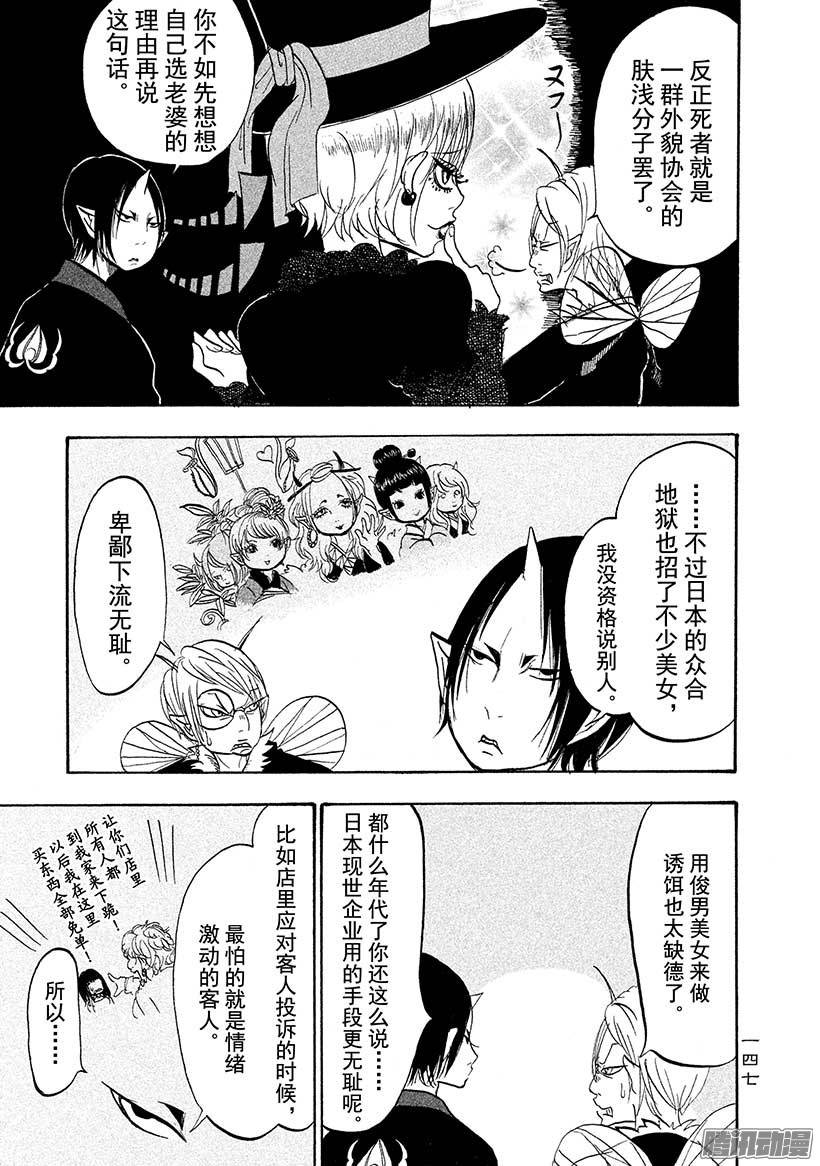 反正死者就是
一群外貌协会的
肤浅分子罢了。
ヌフー
你不如先想想
自己选老婆的
理由再说
这句话。
……不过日本的众合
地狱也招了不少美女，
我没资格说别人。
卑鄙下流无耻。
用俊男美女来做
诱饵也太缺德了。
都什么年代了你还这么说……
日本现世企业用的手段更无耻呢。
比如店里应对客人投诉的时候，
最怕的就是情绪
激动的客人。
让你们店里
所有人都
到我家来下跪！
以后我在这里
买东西全部免单！
所以……
一四七
腾讯动漫